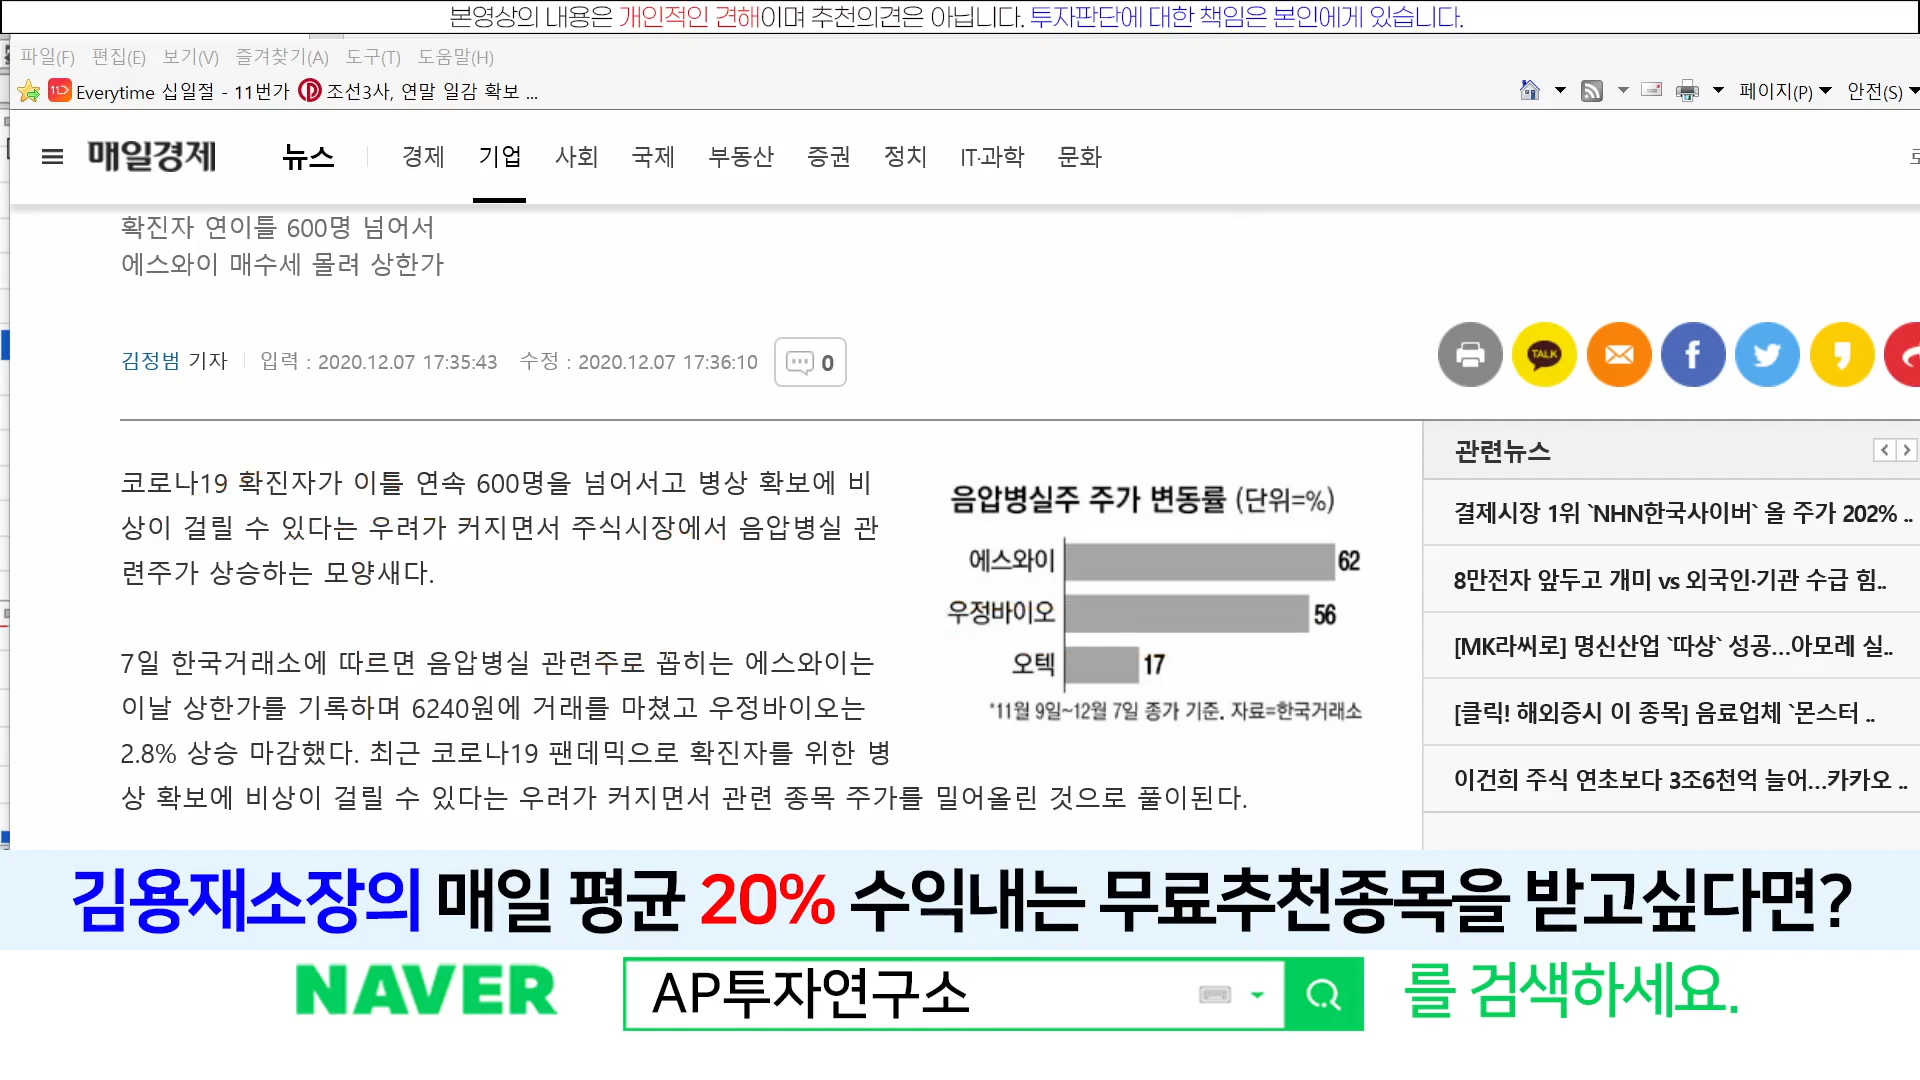 본영상의 내용은 개인적인 견해이며 추천의견은 아닙니다. 투자판단에 대한 책임은 본인에게 있습니다.
파일(F) 편집(E) 보기(V) 즐겨찾기(A) 도구(T) 도움말(H)
Everytime 십일절 - 11번가 조선3사, 연말 일감 확보 ... 페이지(P) 안전(S)
매일경제 뉴스 경제 기업 사회 국제 부동산 증권 정치 IT·과학 문화
확진자 연이틀 600명 넘어서
에스와이 매수세 몰려 상한가
김정범 기자 입력 : 2020.12.07 17:35:43 수정 : 2020.12.07 17:36:10 0
TALK
코로나19 확진자가 이틀 연속 600명을 넘어서고 병상 확보에 비
상이 걸릴 수 있다는 우려가 커지면서 주식시장에서 음압병실 관
련주가 상승하는 모양새다.
7일 한국거래소에 따르면 음압병실 관련주로 꼽히는 에스와이는
이날 상한가를 기록하며 6240원에 거래를 마쳤고 우정바이오는
2.8% 상승 마감했다. 최근 코로나19 팬데믹으로 확진자를 위한 병
상 확보에 비상이 걸릴 수 있다는 우려가 커지면서 관련 종목 주가를 밀어올린 것으로 풀이된다.
음압병실주 주가 변동률 (단위=%)
에스와이 62
우정바이오 56
오텍 17
*11월 9일~12월 7일 종가 기준. 자료=한국거래소
관련뉴스
결제시장 1위 `NHN한국사이버` 올 주가 202% ..
8만전자 앞두고 개미 vs 외국인·기관 수급 힘..
[MK라씨로] 명신산업 `따상` 성공…아모레 실..
[클릭! 해외증시 이 종목] 음료업체 `몬스터 ..
이건희 주식 연초보다 3조6천억 늘어…카카오 ..
김용재소장의 매일 평균 20% 수익내는 무료추천종목을 받고싶다면?
NAVER AP투자연구소 를 검색하세요.